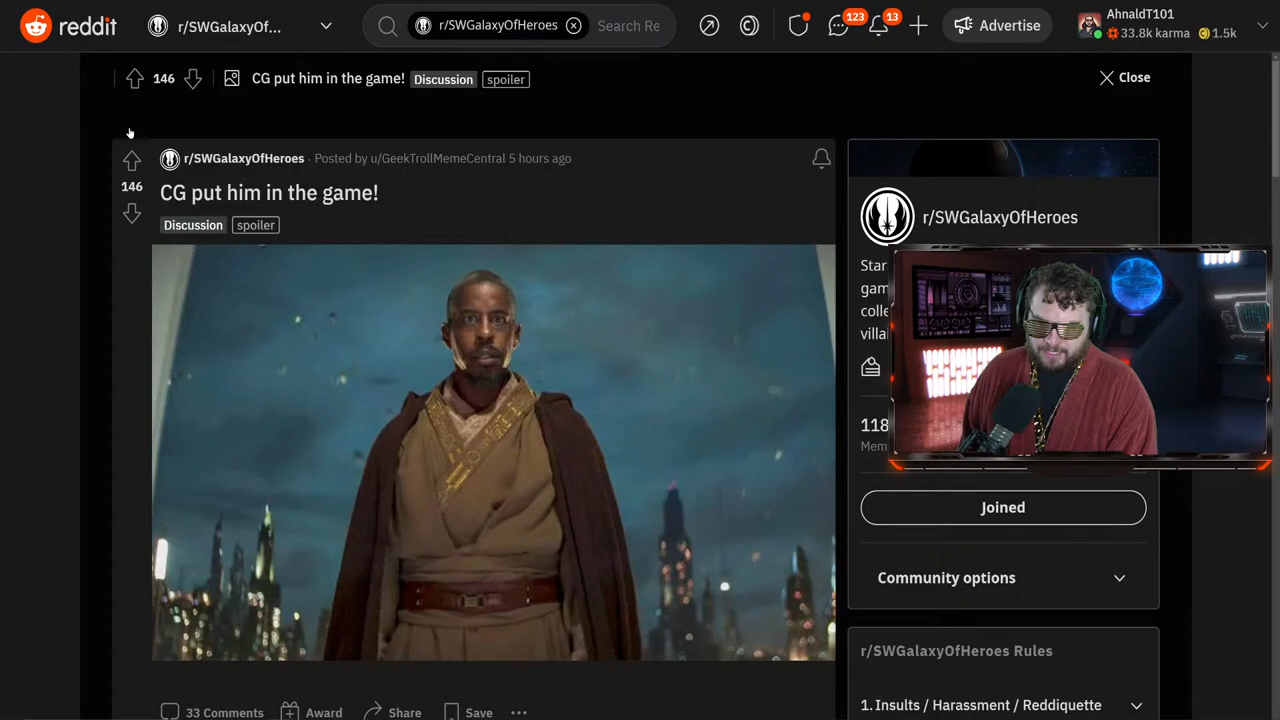 reddit
r/SWGalaxyOf...
r/SWGalaxyOfHeroes
Search Re
123
13
Advertise
AhnaldT101
33.8k karma
1.5k
146
CG put him in the game!
Discussion
spoiler
Close
r/SWGalaxyOfHeroes · Posted by u/GeekTrollMemeCentral 5 hours ago
146
CG put him in the game!
Discussion
spoiler
33 Comments
Award
Share
Save
r/SWGalaxyOfHeroes
Star
gam
colle
villa
118
Mem
Joined
Community options
r/SWGalaxyOfHeroes Rules
1. Insults / Harassment / Reddiquette